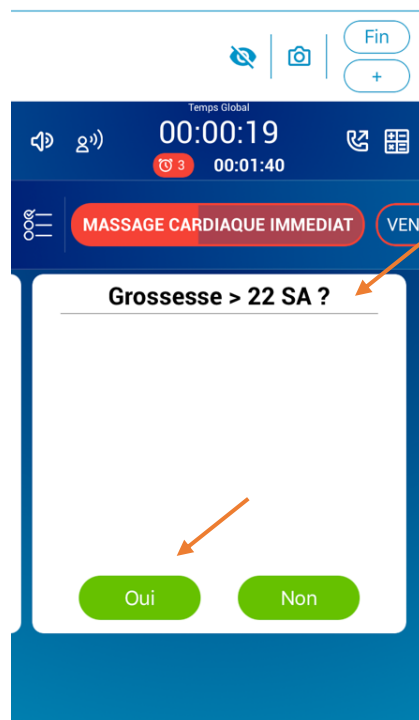 Fin
+
Temps Global
00:00:19
3 00:01:40
MASSAGE CARDIAQUE IMMEDIAT VEN
Grossesse > 22 SA ?
Oui Non